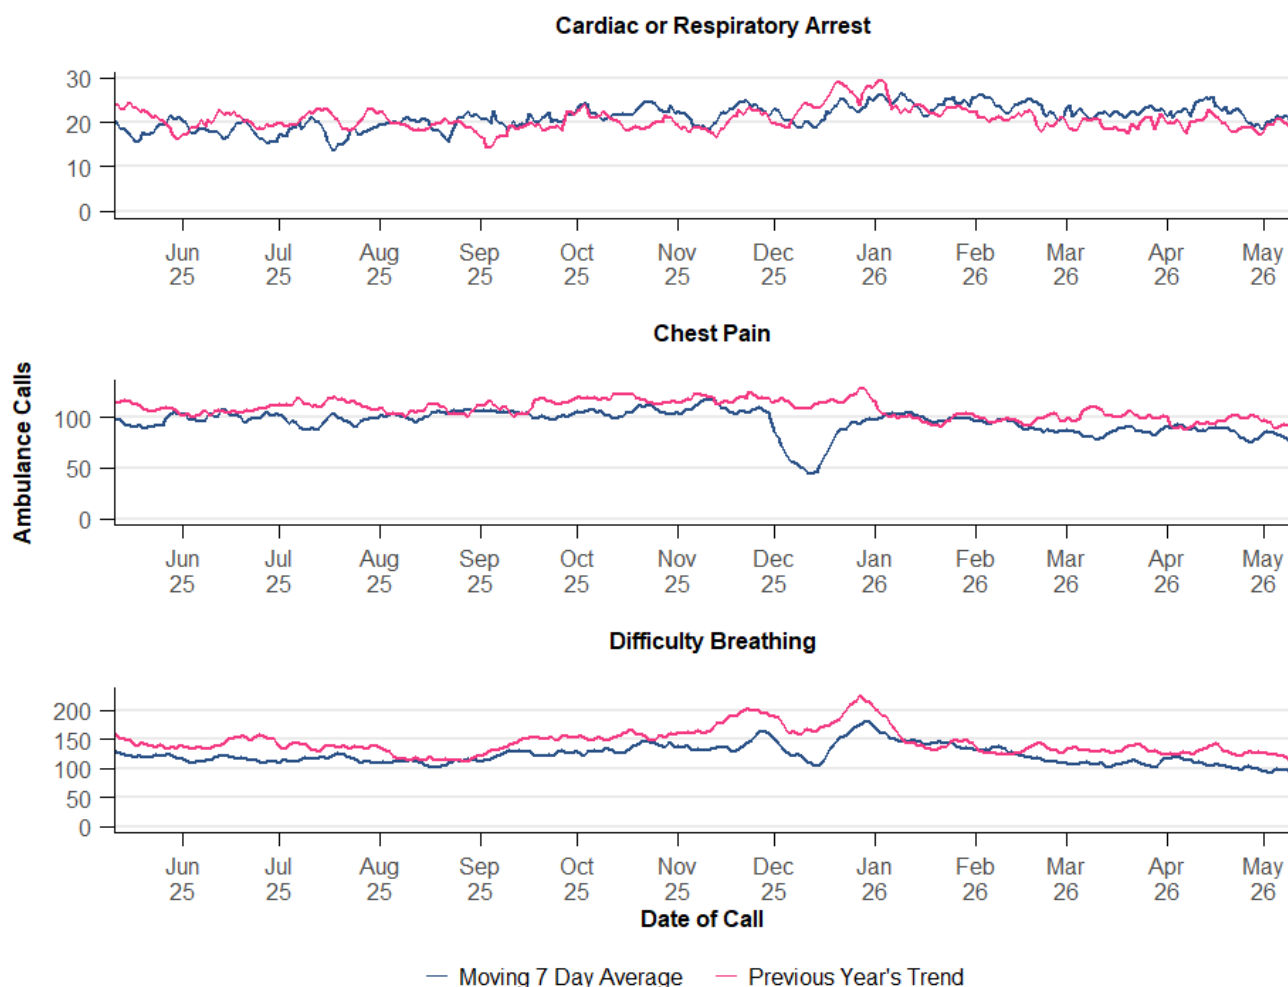 Cardiac or Respiratory Arrest
30
20
10
0
Jun Jul Aug Sep Oct Nov Dec Jan Feb Mar Apr May
25 25 25 25 25 25 25 26 26 26 26 26
Chest Pain
Ambulance Calls
100
50
0
Jun Jul Aug Sep Oct Nov Dec Jan Feb Mar Apr May
25 25 25 25 25 25 25 26 26 26 26 26
Difficulty Breathing
200
150
100
50
0
Jun Jul Aug Sep Oct Nov Dec Jan Feb Mar Apr May
25 25 25 25 25 25 25 26 26 26 26 26
Date of Call
Moving 7 Day Average Previous Year's Trend